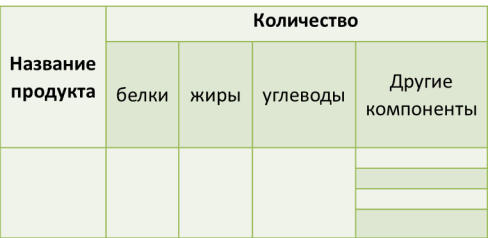 Название
продукта
Количество
белки
жиры
углеводы
Другие
компоненты